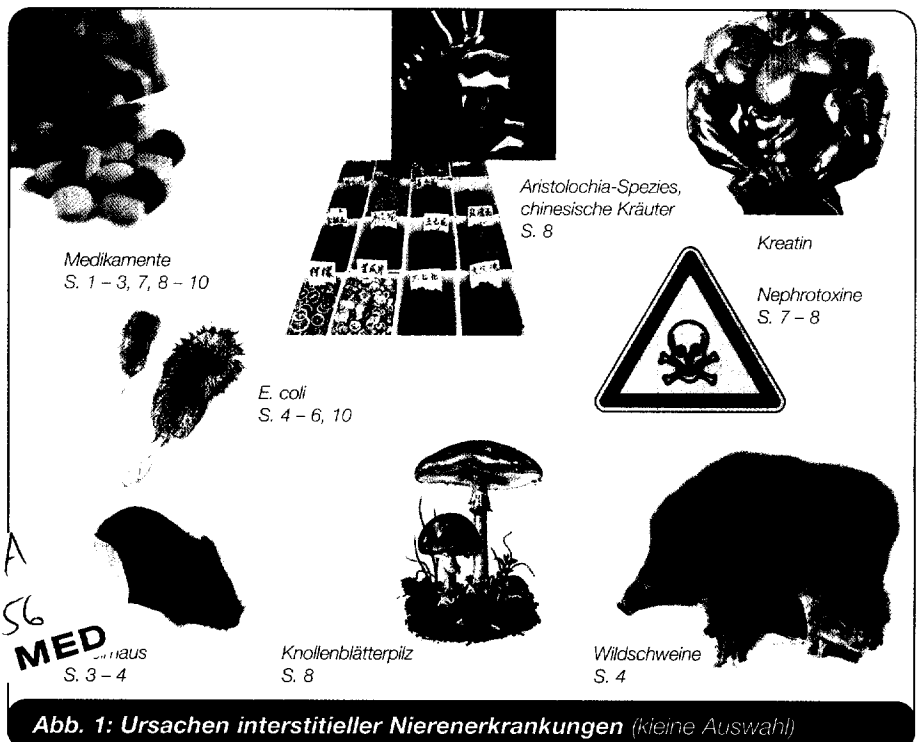 Aristolochia-Spezies,
chinesische Kräuter
S. 8
Medikamente
S. 1 – 3, 7, 8 – 10
Kreatin
Nephrotoxine
S. 7 – 8
E. coli
S. 4 – 6, 10
A
56
MED
S. 3 – 4
Knollenblätterpilz
S. 8
Wildschweine
S. 4
Abb. 1: Ursachen interstitieller Nierenerkrankungen (kleine Auswahl)